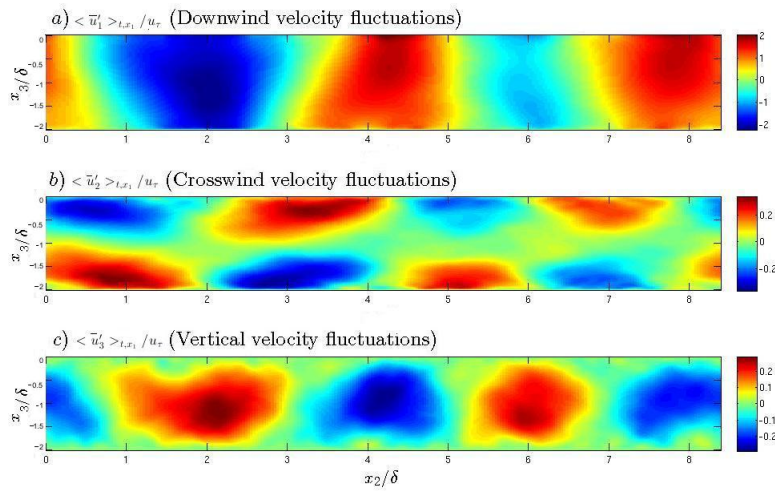 a) < ū′₁ >ₜ,ₓ₁ /u_τ (Downwind velocity fluctuations)
x₃/δ
0
-0.5
-1
-1.5
-2
0 1 2 3 4 5 6 7 8
2
1
0
-1
-2
b) < ū′₂ >ₜ,ₓ₁ /u_τ (Crosswind velocity fluctuations)
x₃/δ
0
-0.5
-1
-1.5
-2
0 1 2 3 4 5 6 7 8
0.2
0
-0.2
c) < ū′₃ >ₜ,ₓ₁ /u_τ (Vertical velocity fluctuations)
x₃/δ
0
-0.5
-1
-1.5
-2
0 1 2 3 4 5 6 7 8
x₂/δ
0.2
0.1
0
-0.1
-0.2